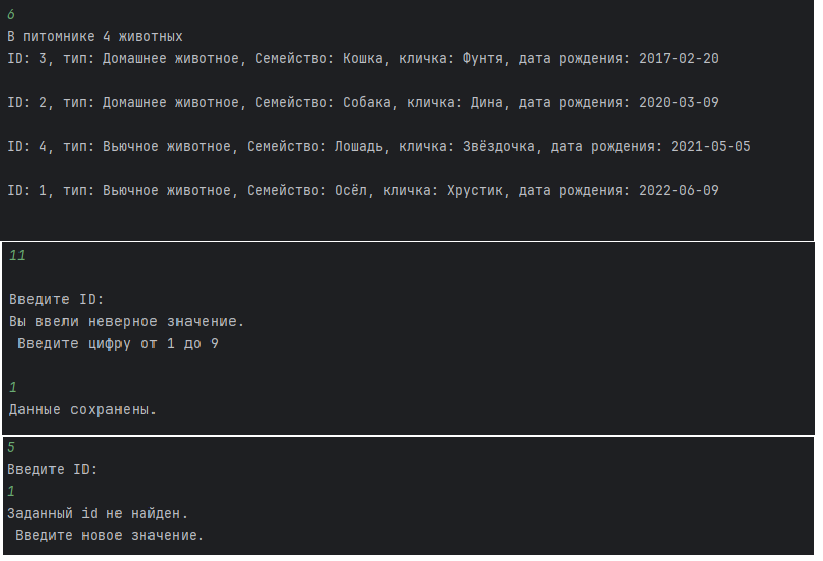 6
В питомнике 4 животных
ID: 3, тип: Домашнее животное, Семейство: Кошка, кличка: Фунтя, дата рождения: 2017-02-20
ID: 2, тип: Домашнее животное, Семейство: Собака, кличка: Дина, дата рождения: 2020-03-09
ID: 4, тип: Вьючное животное, Семейство: Лошадь, кличка: Звёздочка, дата рождения: 2021-05-05
ID: 1, тип: Вьючное животное, Семейство: Осёл, кличка: Хрустик, дата рождения: 2022-06-09
11
Введите ID:
Вы ввели неверное значение.
Введите цифру от 1 до 9
1
Данные сохранены.
5
Введите ID:
1
Заданный id не найден.
Введите новое значение.